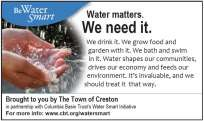 Be Water
Smart
Water matters.
We need it.
We drink it. We grow food and
garden with it. We bathe and swim
in it. Water shapes our communities,
drives our economy and feeds our
environment. It's invaluable, and we
should treat it that way.
Brought to you by The Town of Creston
in partnership with Columbia Basin Trust's Water Smart Initiative
For more info: www.cbt.org/watersmart